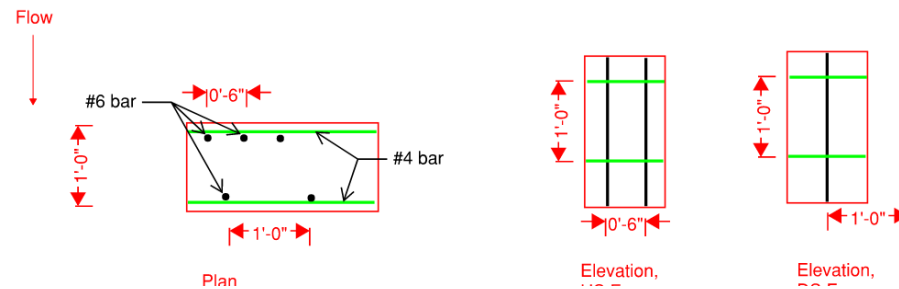 Flow
#6 bar
0'-6"
1'-0"
#4 bar
1'-0"
Plan
1'-0"
0'-6"
Elevation,
1'-0"
1'-0"
Elevation,